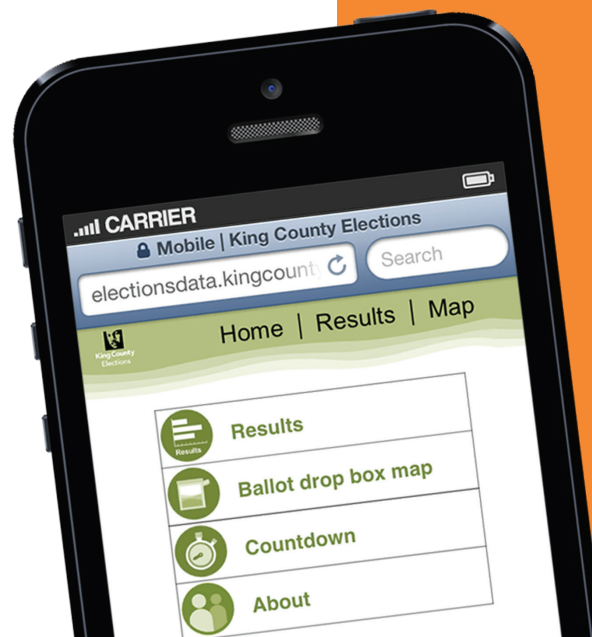 CARRIER
Mobile | King County Elections
electionsdata.kingcount
Search
King County
Elections
Home | Results | Map
Results
Results
Ballot drop box map
Countdown
About